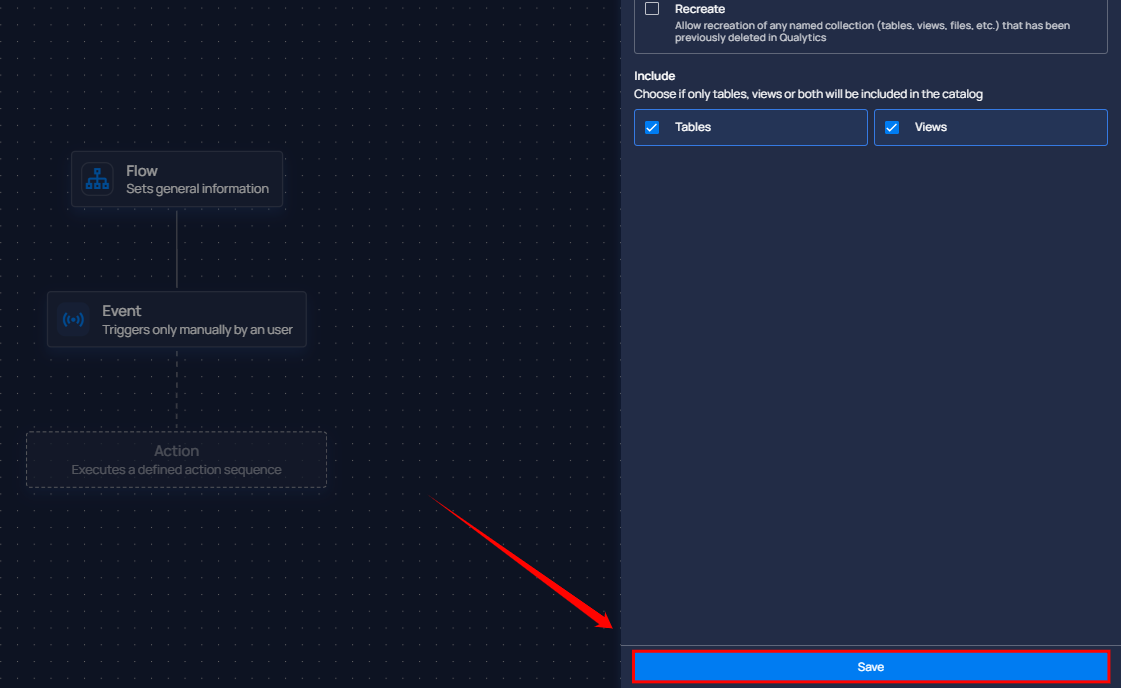 Flow
Sets general information
Event
Triggers only manually by an user
Action
Executes a defined action sequence
Recreate
Allow recreation of any named collection (tables, views, files, etc.) that has been
previously deleted in Qualytics
Include
Choose if only tables, views or both will be included in the catalog
Tables
Views
Save